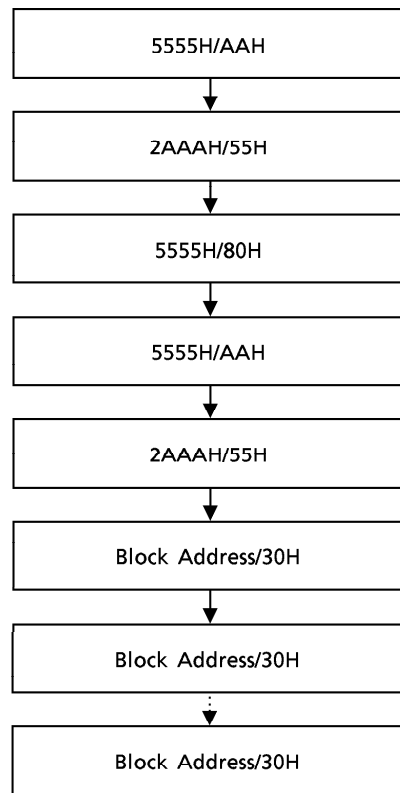 5555H/AAH
2AAAH/55H
5555H/80H
5555H/AAH
2AAAH/55H
Block Address/30H
Block Address/30H
Block Address/30H